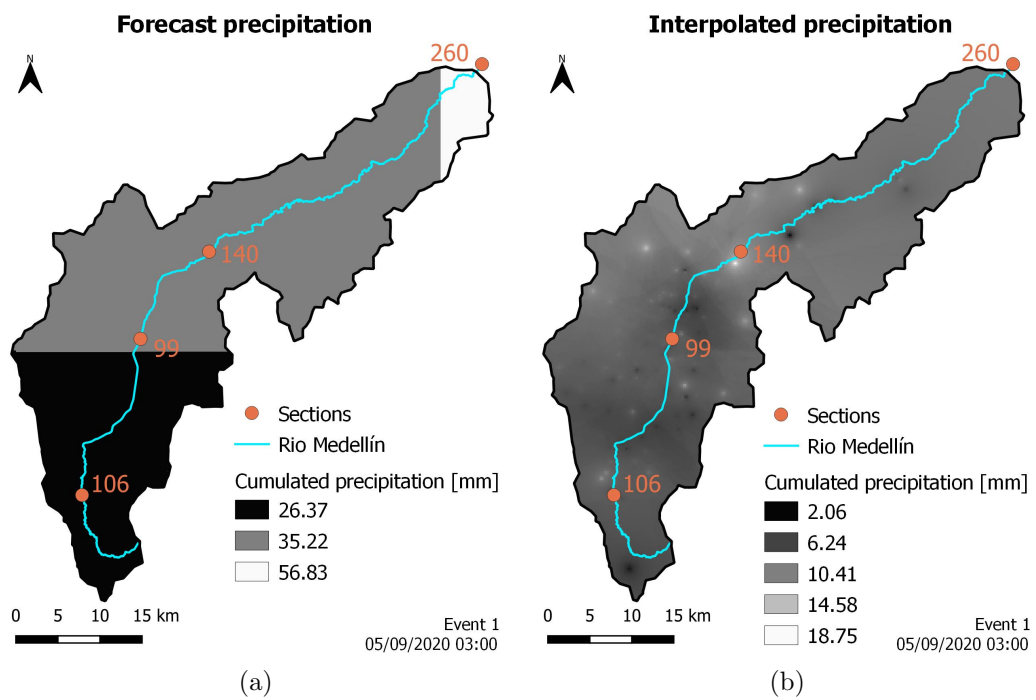 Forecast precipitation
N
260
140
99
106
Sections
Rio Medellín
Cumulated precipitation [mm]
26.37
35.22
56.83
0 5 10 15 km
Event 1
05/09/2020 03:00
(a)
Interpolated precipitation
N
260
140
99
106
Sections
Rio Medellín
Cumulated precipitation [mm]
2.06
6.24
10.41
14.58
18.75
0 5 10 15 km
Event 1
05/09/2020 03:00
(b)